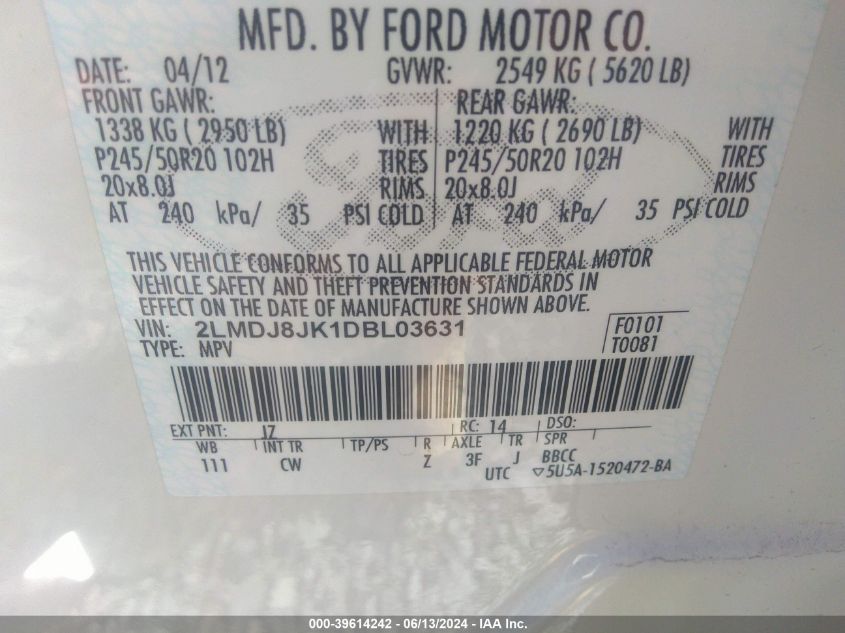 MFD. BY FORD MOTOR CO.
DATE: 04/12 GVWR: 2549 KG ( 5620 LB)
FRONT GAWR: REAR GAWR:
1338 KG ( 2950 LB) WITH 1220 KG ( 2690 LB) WITH
P245/50R20 102H TIRES P245/50R20 102H TIRES
20x8.0J RIMS 20x8.0J RIMS
AT 240 kPa/ 35 PSI COLD AT 240 kPa/ 35 PSI COLD
Ford
THIS VEHICLE CONFORMS TO ALL APPLICABLE FEDERAL MOTOR
VEHICLE SAFETY AND THEFT PREVENTION STANDARDS IN
EFFECT ON THE DATE OF MANUFACTURE SHOWN ABOVE.
VIN: 2LMDJ8JK1DBL03631 F0101
TYPE: MPV T0081
EXT PNT: JZ RC: 14 DSO:
WB INT TR TP/PS R AXLE TR SPR
111 CW Z 3F J BBCC
UTC ▽5U5A-1520472-BA
000-39614242 - 06/13/2024 - IAA Inc.